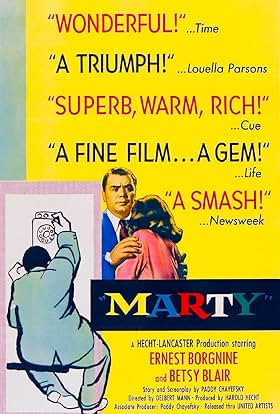 "WONDERFUL!"...Time
"A TRIUMPH!"...Louella Parsons
"SUPERB, WARM, RICH!"
...Cue
"A FINE FILM...A GEM!"
...Life
"A SMASH!"
...Newsweek
"MARTY"
A HECHT-LANCASTER Production starring
ERNEST BORGNINE
and BETSY BLAIR
Story and Screenplay by PADDY CHAYEFSKY
Directed by DELBERT MANN · Produced by HAROLD HECHT
Associate Producer: Paddy Chayefsky · Released thru UNITED ARTISTS